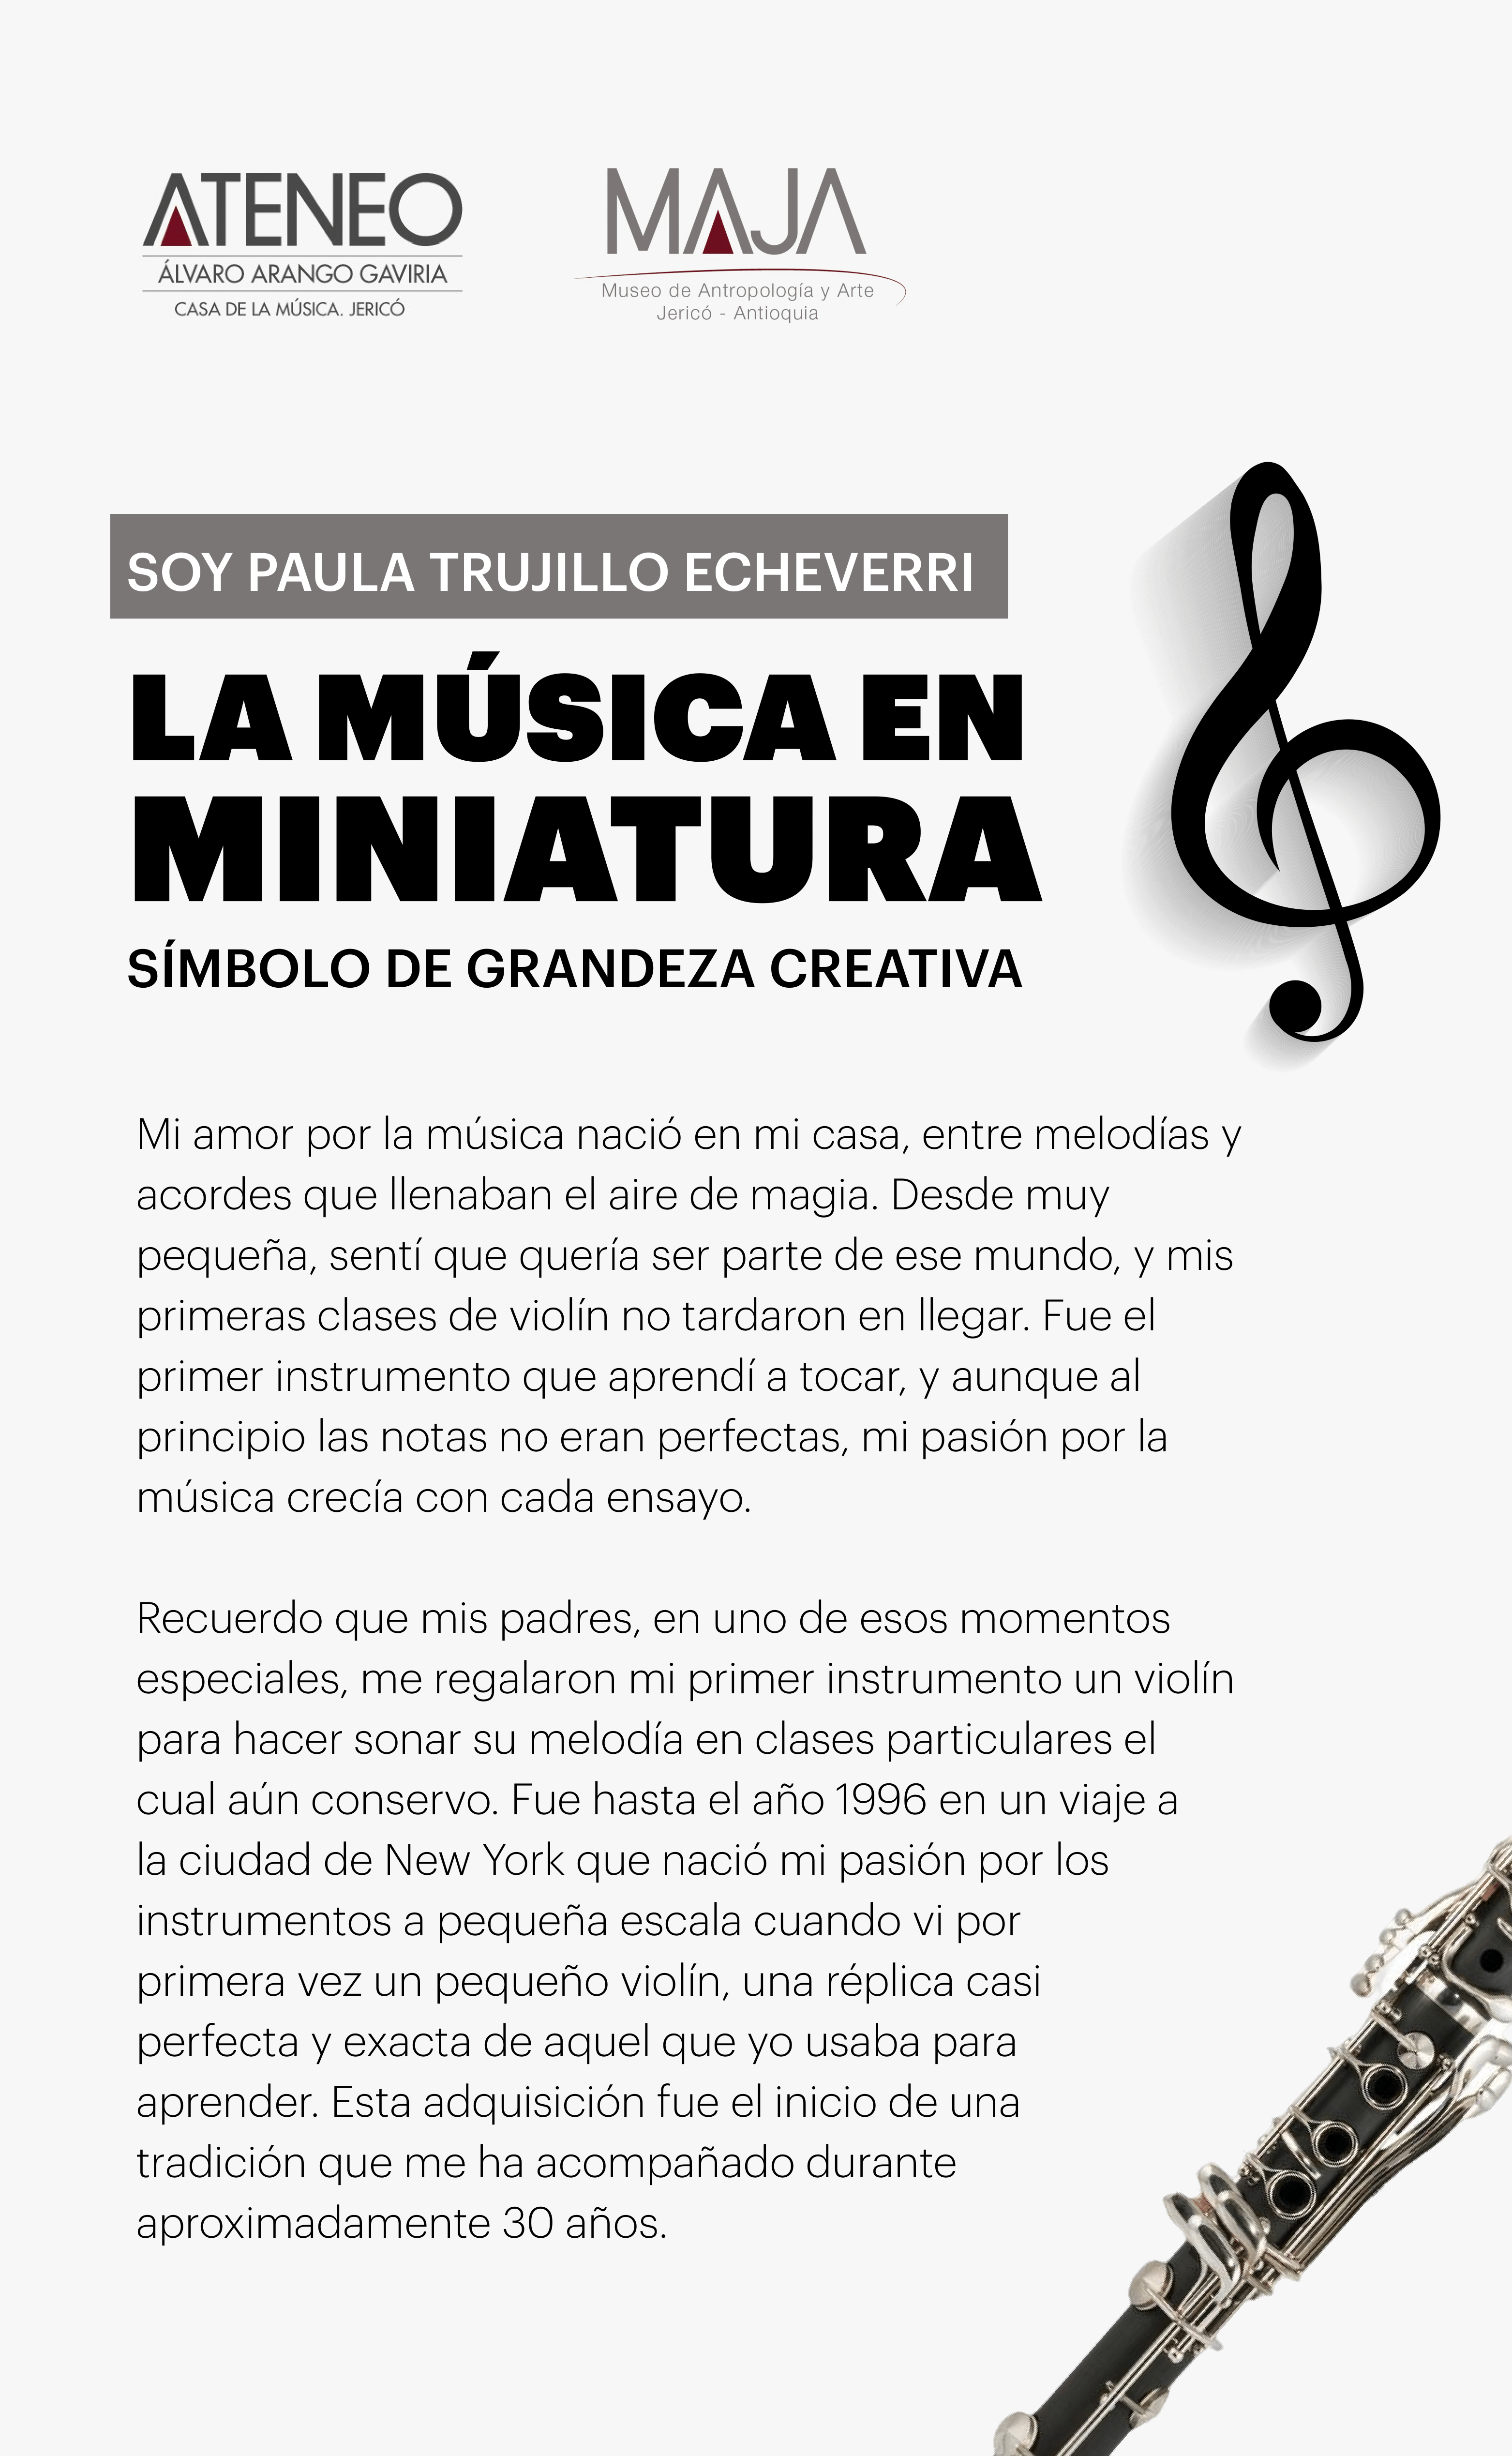 ATENEO
ÁLVARO ARANGO GAVIRIA
CASA DE LA MÚSICA. JERICÓ
MAJA
Museo de Antropología y Arte
Jericó - Antioquia
SOY PAULA TRUJILLO ECHEVERRI
LA MÚSICA EN
MINIATURA
SÍMBOLO DE GRANDEZA CREATIVA
Mi amor por la música nació en mi casa, entre melodías y
acordes que llenaban el aire de magia. Desde muy
pequeña, sentí que quería ser parte de ese mundo, y mis
primeras clases de violín no tardaron en llegar. Fue el
primer instrumento que aprendí a tocar, y aunque al
principio las notas no eran perfectas, mi pasión por la
música crecía con cada ensayo.
Recuerdo que mis padres, en uno de esos momentos
especiales, me regalaron mi primer instrumento un violín
para hacer sonar su melodía en clases particulares el
cual aún conservo. Fue hasta el año 1996 en un viaje a
la ciudad de New York que nació mi pasión por los
instrumentos a pequeña escala cuando vi por
primera vez un pequeño violín, una réplica casi
perfecta y exacta de aquel que yo usaba para
aprender. Esta adquisición fue el inicio de una
tradición que me ha acompañado durante
aproximadamente 30 años.